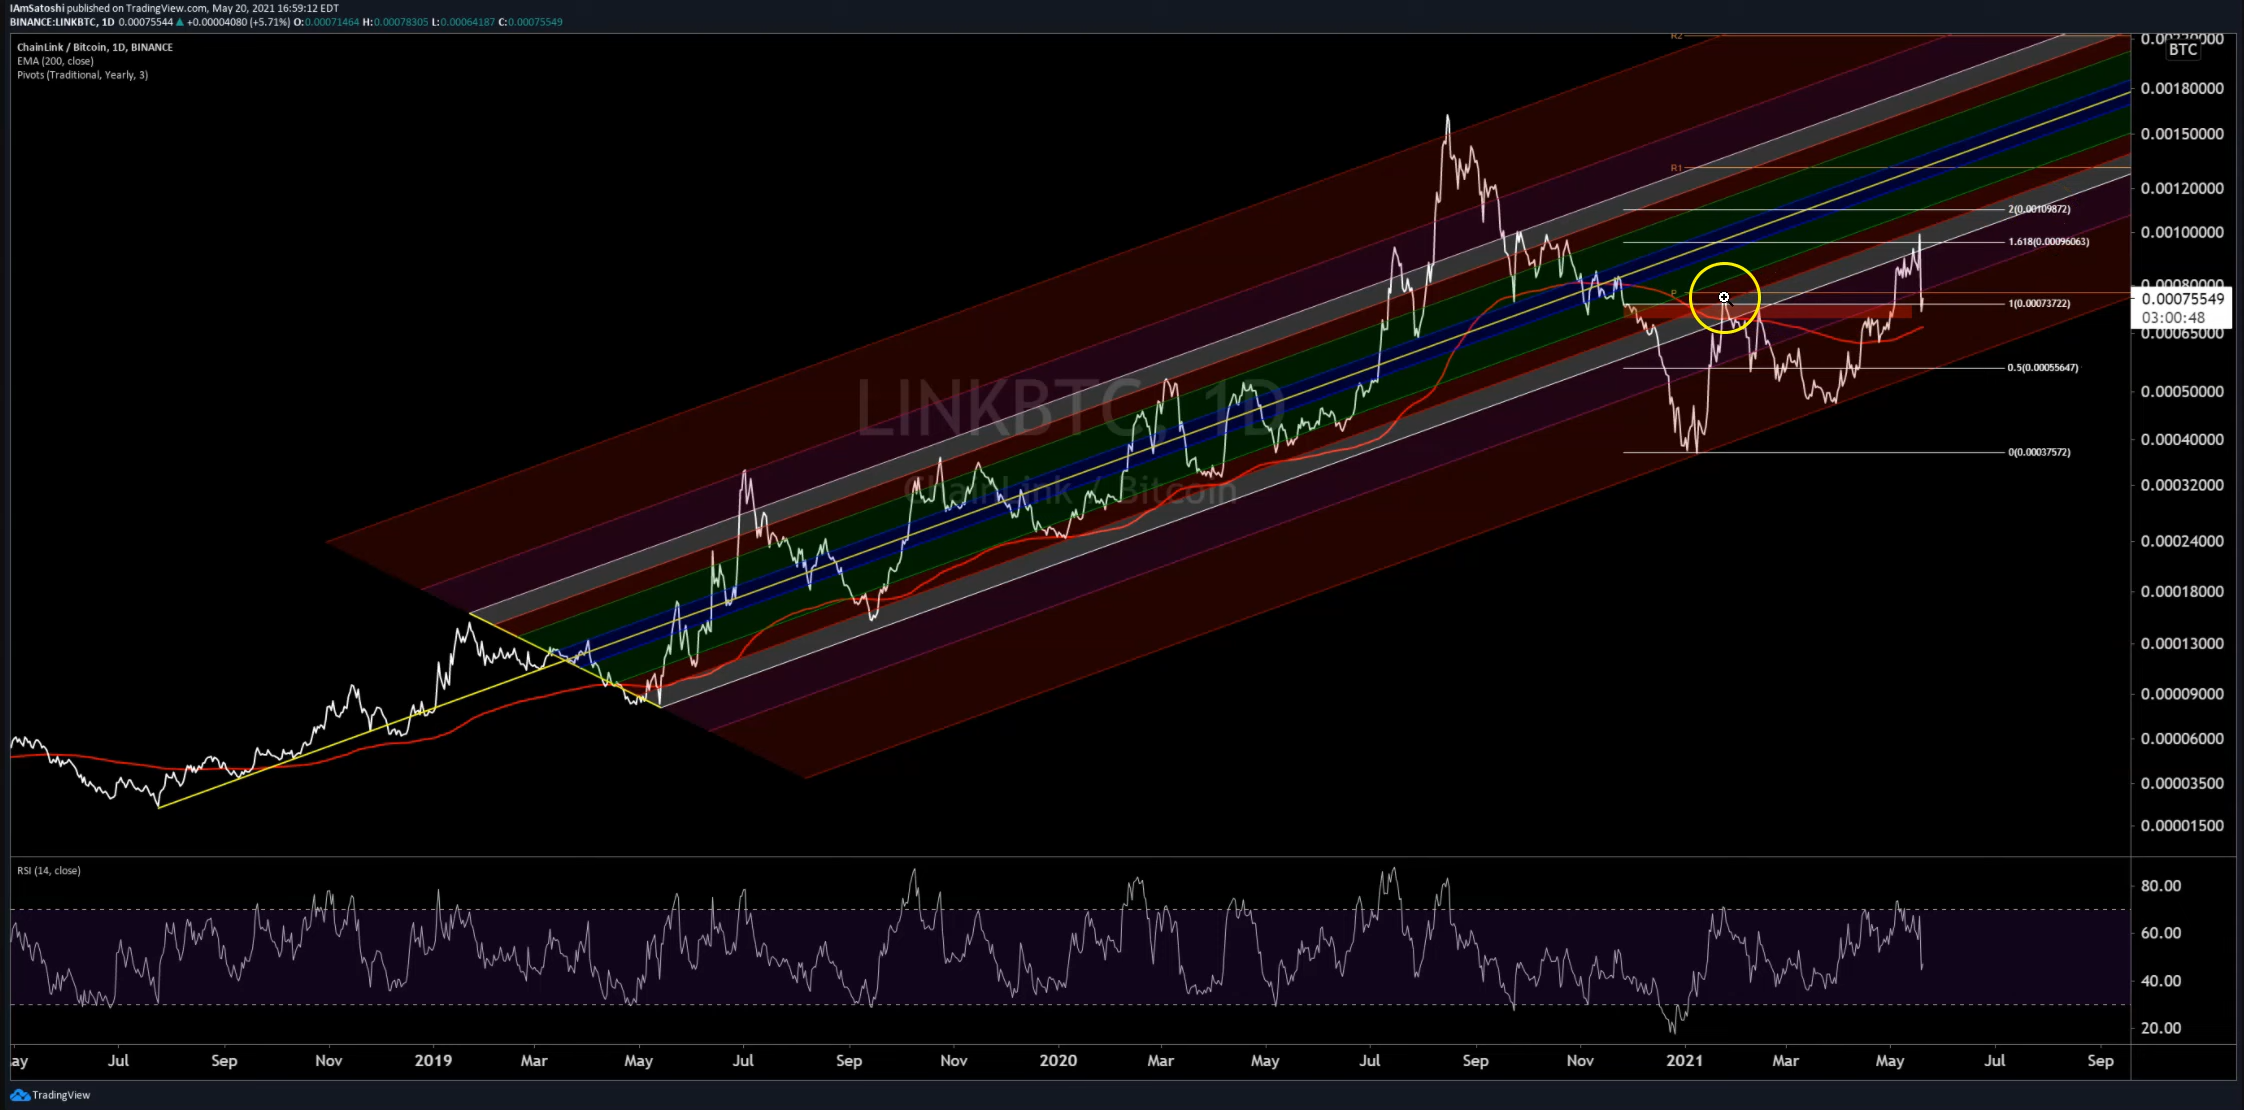 IAmSatoshi published on TradingView.com, May 20, 2021 16:59:12 EDT
BINANCE:LINKBTC, 1D 0.00075544 ▲ +0.00004080 (+5.71%) O:0.00071464 H:0.00078305 L:0.00064187 C:0.00075549
ChainLink / Bitcoin, 1D, BINANCE
EMA (200, close)
Pivots (Traditional, Yearly, 3)
R2
BTC
0.00180000
0.00150000
R1
0.00120000
2(0.00109872)
0.00100000
1.618(0.00096063)
0.00080000
P
0.00075549
03:00:48
1(0.00073722)
0.00065000
0.5(0.00055647)
0.00050000
LINKBTC, 1D
0.00040000
0(0.00037572)
ChainLink / Bitcoin
0.00032000
0.00024000
0.00018000
0.00013000
0.00009000
0.00006000
0.00003500
0.00001500
RSI (14, close)
80.00
60.00
40.00
20.00
ay Jul Sep Nov 2019 Mar May Jul Sep Nov 2020 Mar May Jul Sep Nov 2021 Mar May Jul Sep
TradingView